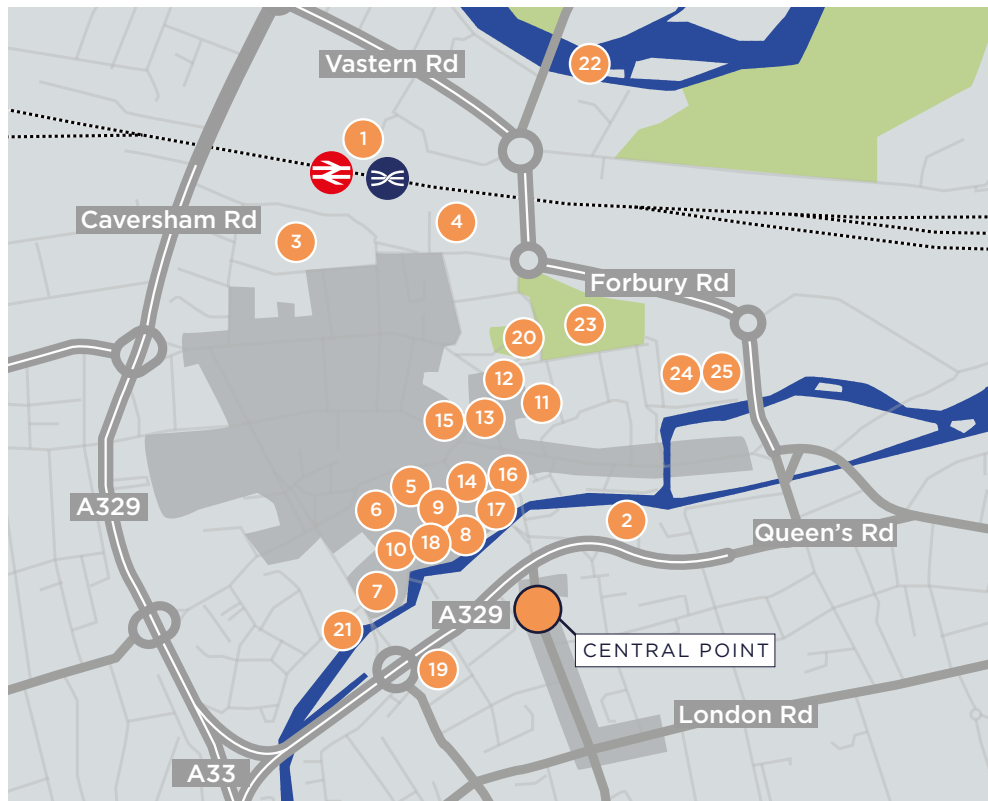 22
Vastern Rd
1
Caversham Rd
4
3
Forbury Rd
23
20
24
25
12
11
13
15
16
14
5
9
6
17
A329
2
Queen's Rd
8
18
10
7
A329
21
CENTRAL POINT
19
London Rd
A33